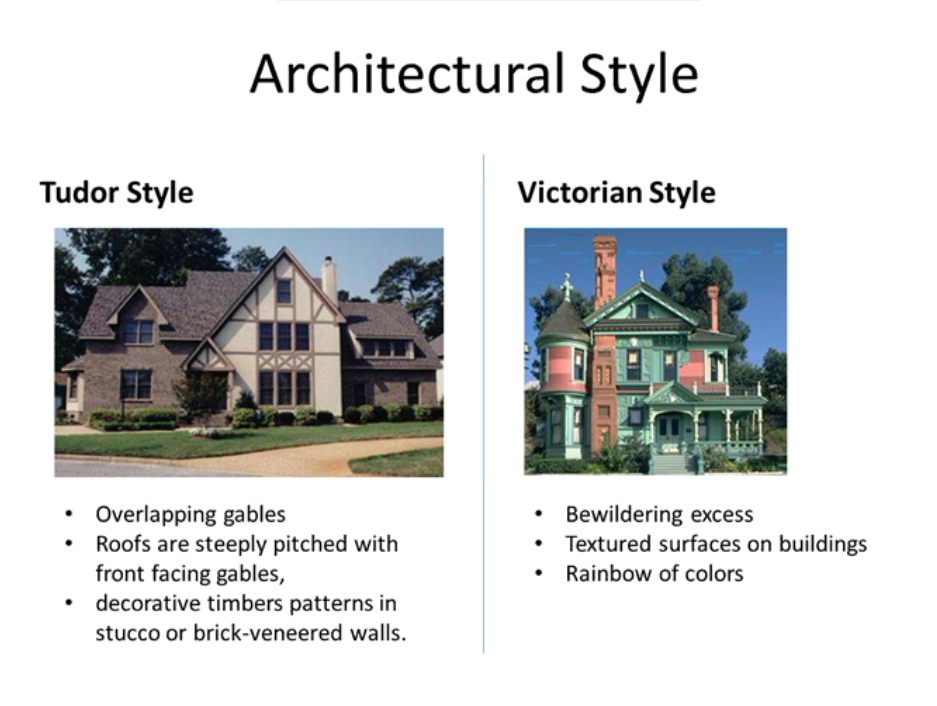 Architectural Style
Tudor Style
• Overlapping gables
• Roofs are steeply pitched with
front facing gables,
• decorative timbers patterns in
stucco or brick-veneered walls.
Victorian Style
• Bewildering excess
• Textured surfaces on buildings
• Rainbow of colors